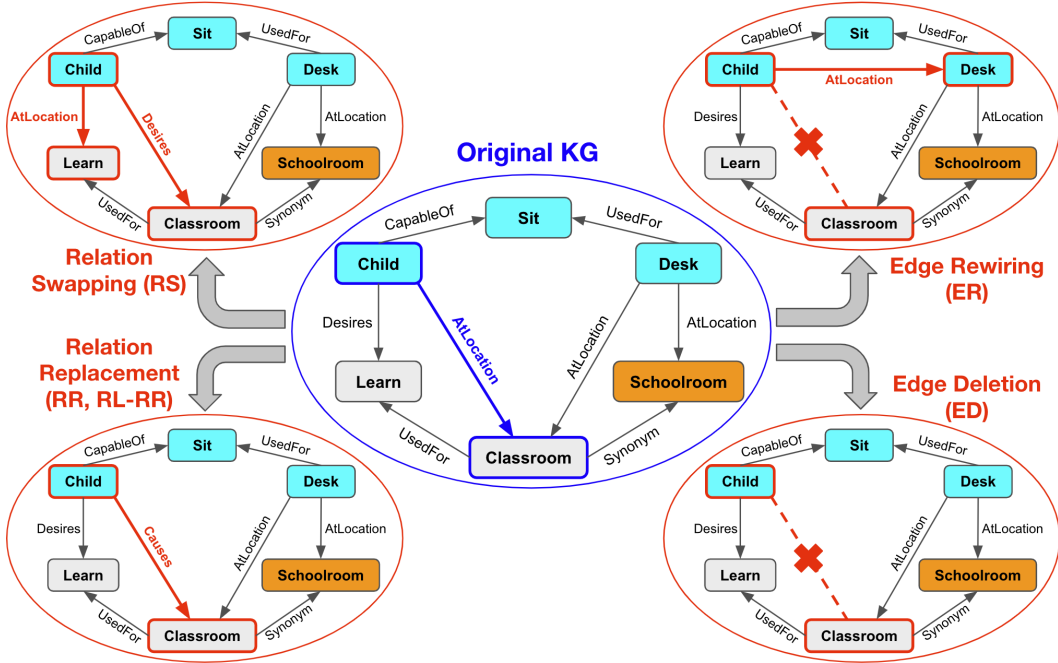 CapableOf
Sit
UsedFor
Child
Desk
AtLocation
Desires
AtLocation
AtLocation
Learn
Schoolroom
UsedFor
Classroom
Synonym
Relation
Swapping (RS)
CapableOf
Sit
UsedFor
Child
Desk
AtLocation
Desires
AtLocation
AtLocation
Learn
Schoolroom
UsedFor
Classroom
Synonym
Edge Rewiring
(ER)
Original KG
CapableOf
Sit
UsedFor
Child
Desk
Desires
AtLocation
AtLocation
AtLocation
Learn
Schoolroom
UsedFor
Classroom
Synonym
Relation
Replacement
(RR, RL-RR)
CapableOf
Sit
UsedFor
Child
Desk
Desires
Causes
AtLocation
AtLocation
Learn
Schoolroom
UsedFor
Classroom
Synonym
Edge Deletion
(ED)
CapableOf
Sit
UsedFor
Child
Desk
Desires
AtLocation
AtLocation
Learn
Schoolroom
UsedFor
Classroom
Synonym